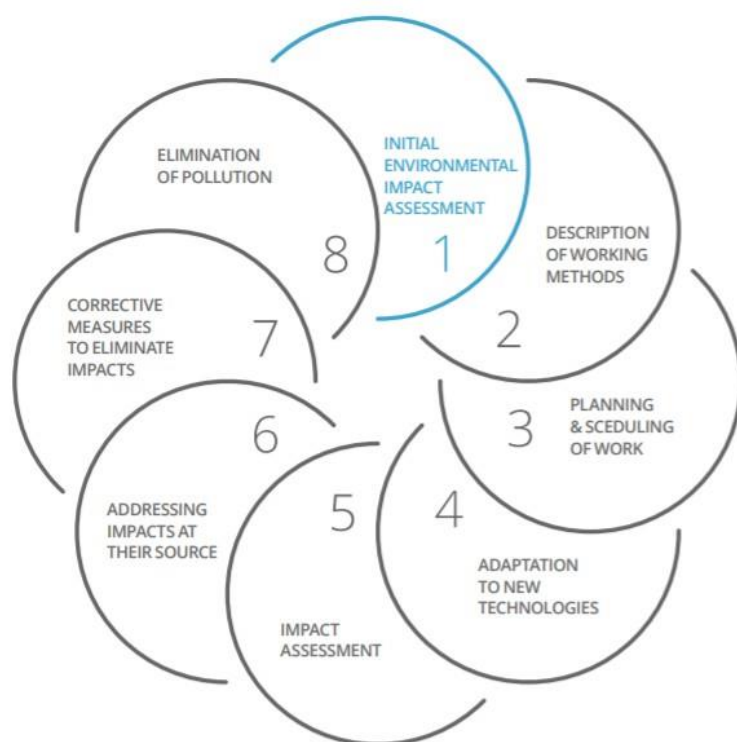 INITIAL
ENVIRONMENTAL
IMPACT
ASSESSMENT
1
DESCRIPTION
OF WORKING
METHODS
2
PLANNING
& SCEDULING
OF WORK
3
ADAPTATION
TO NEW
TECHNOLOGIES
4
IMPACT
ASSESSMENT
5
ADDRESSING
IMPACTS AT
THEIR SOURCE
6
CORRECTIVE
MEASURES
TO ELIMINATE
IMPACTS
7
ELIMINATION
OF POLLUTION
8